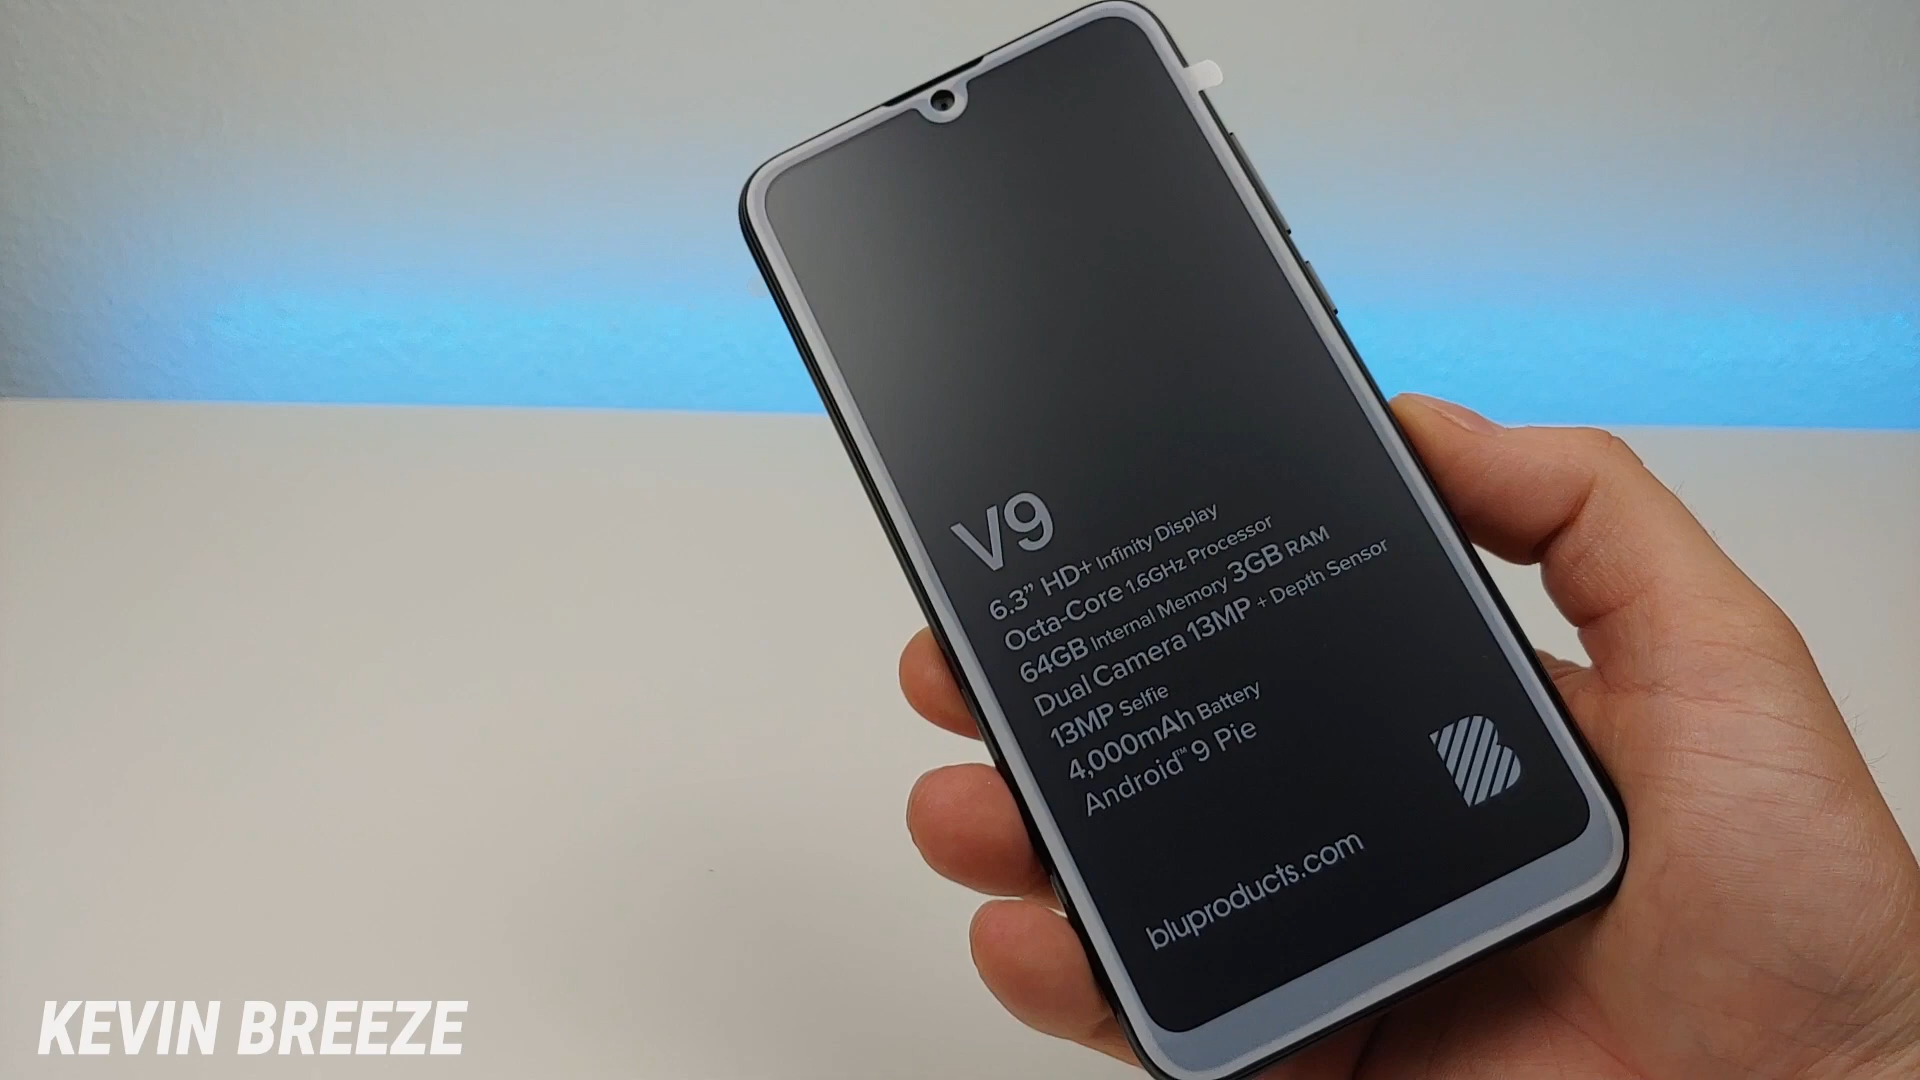 V9
6.3” HD+ Infinity Display
Octa-Core 1.6GHz Processor
64GB Internal Memory 3GB RAM
Dual Camera 13MP + Depth Sensor
13MP Selfie
4,000mAh Battery
Android™ 9 Pie
bluproducts.com
KEVIN BREEZE